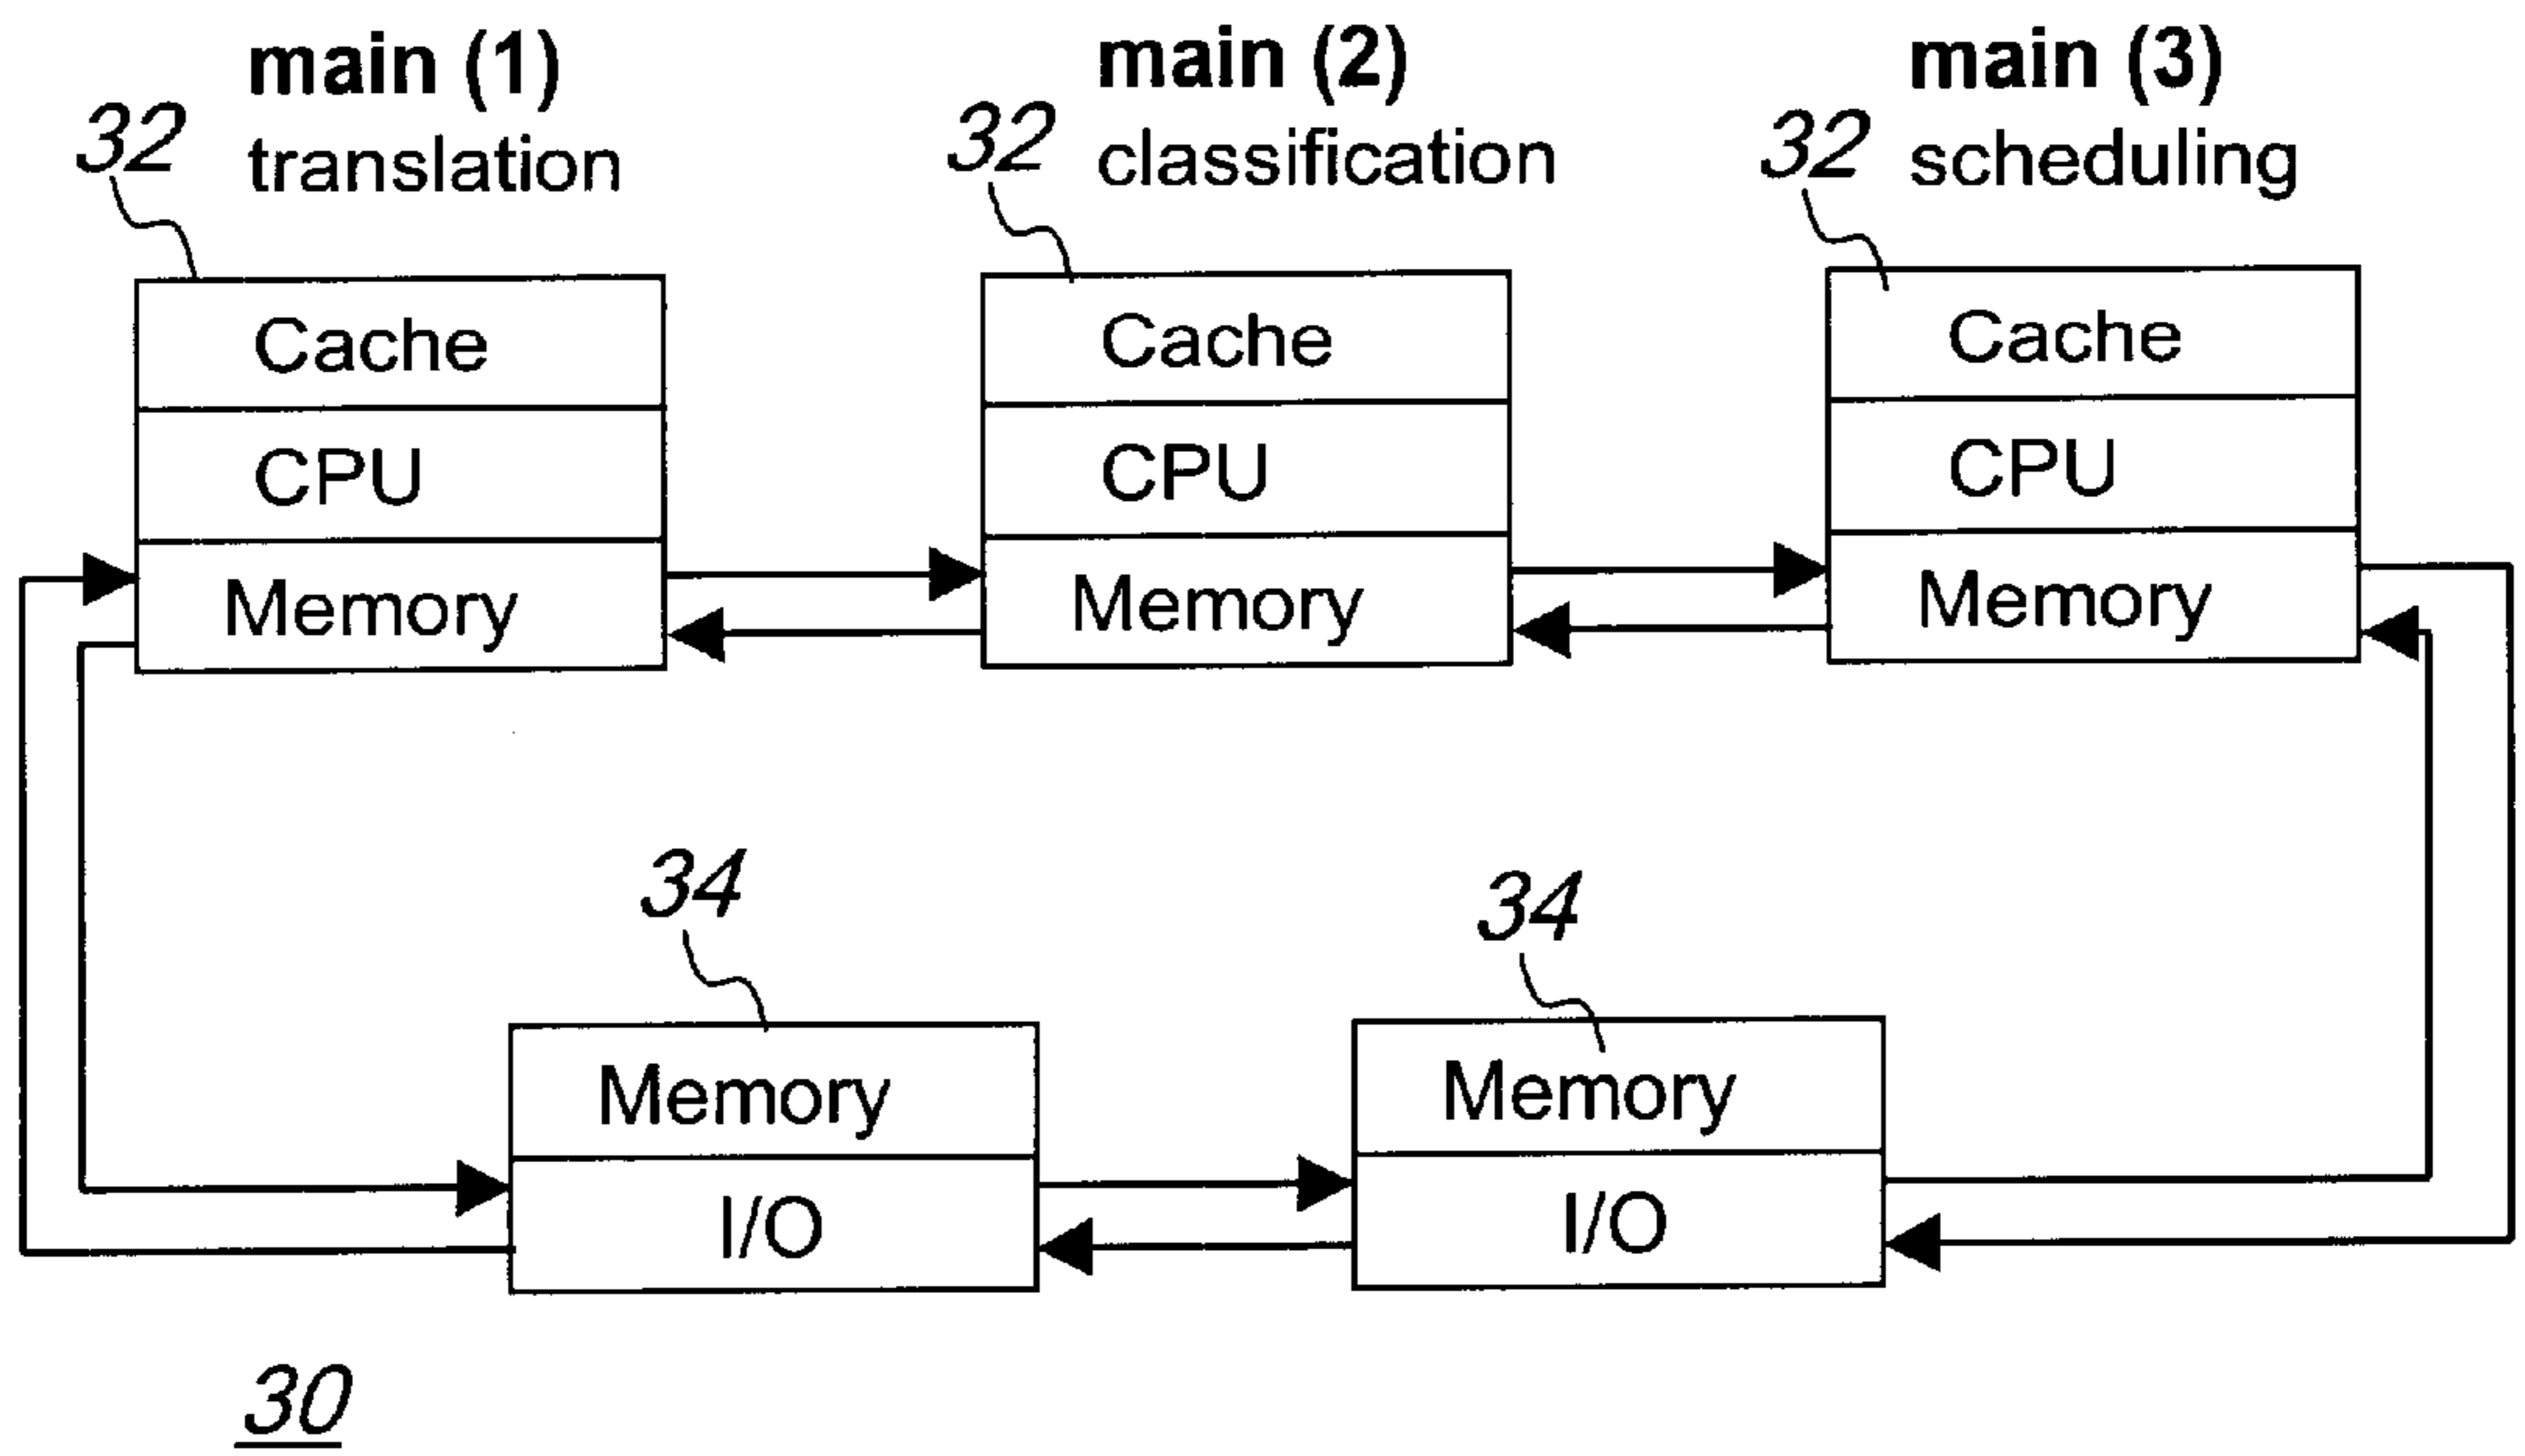 main (1)
32 translation
main (2)
32 classification
main (3)
32 scheduling
Cache
CPU
Memory
Cache
CPU
Memory
Cache
CPU
Memory
34
Memory
I/O
34
Memory
I/O
30